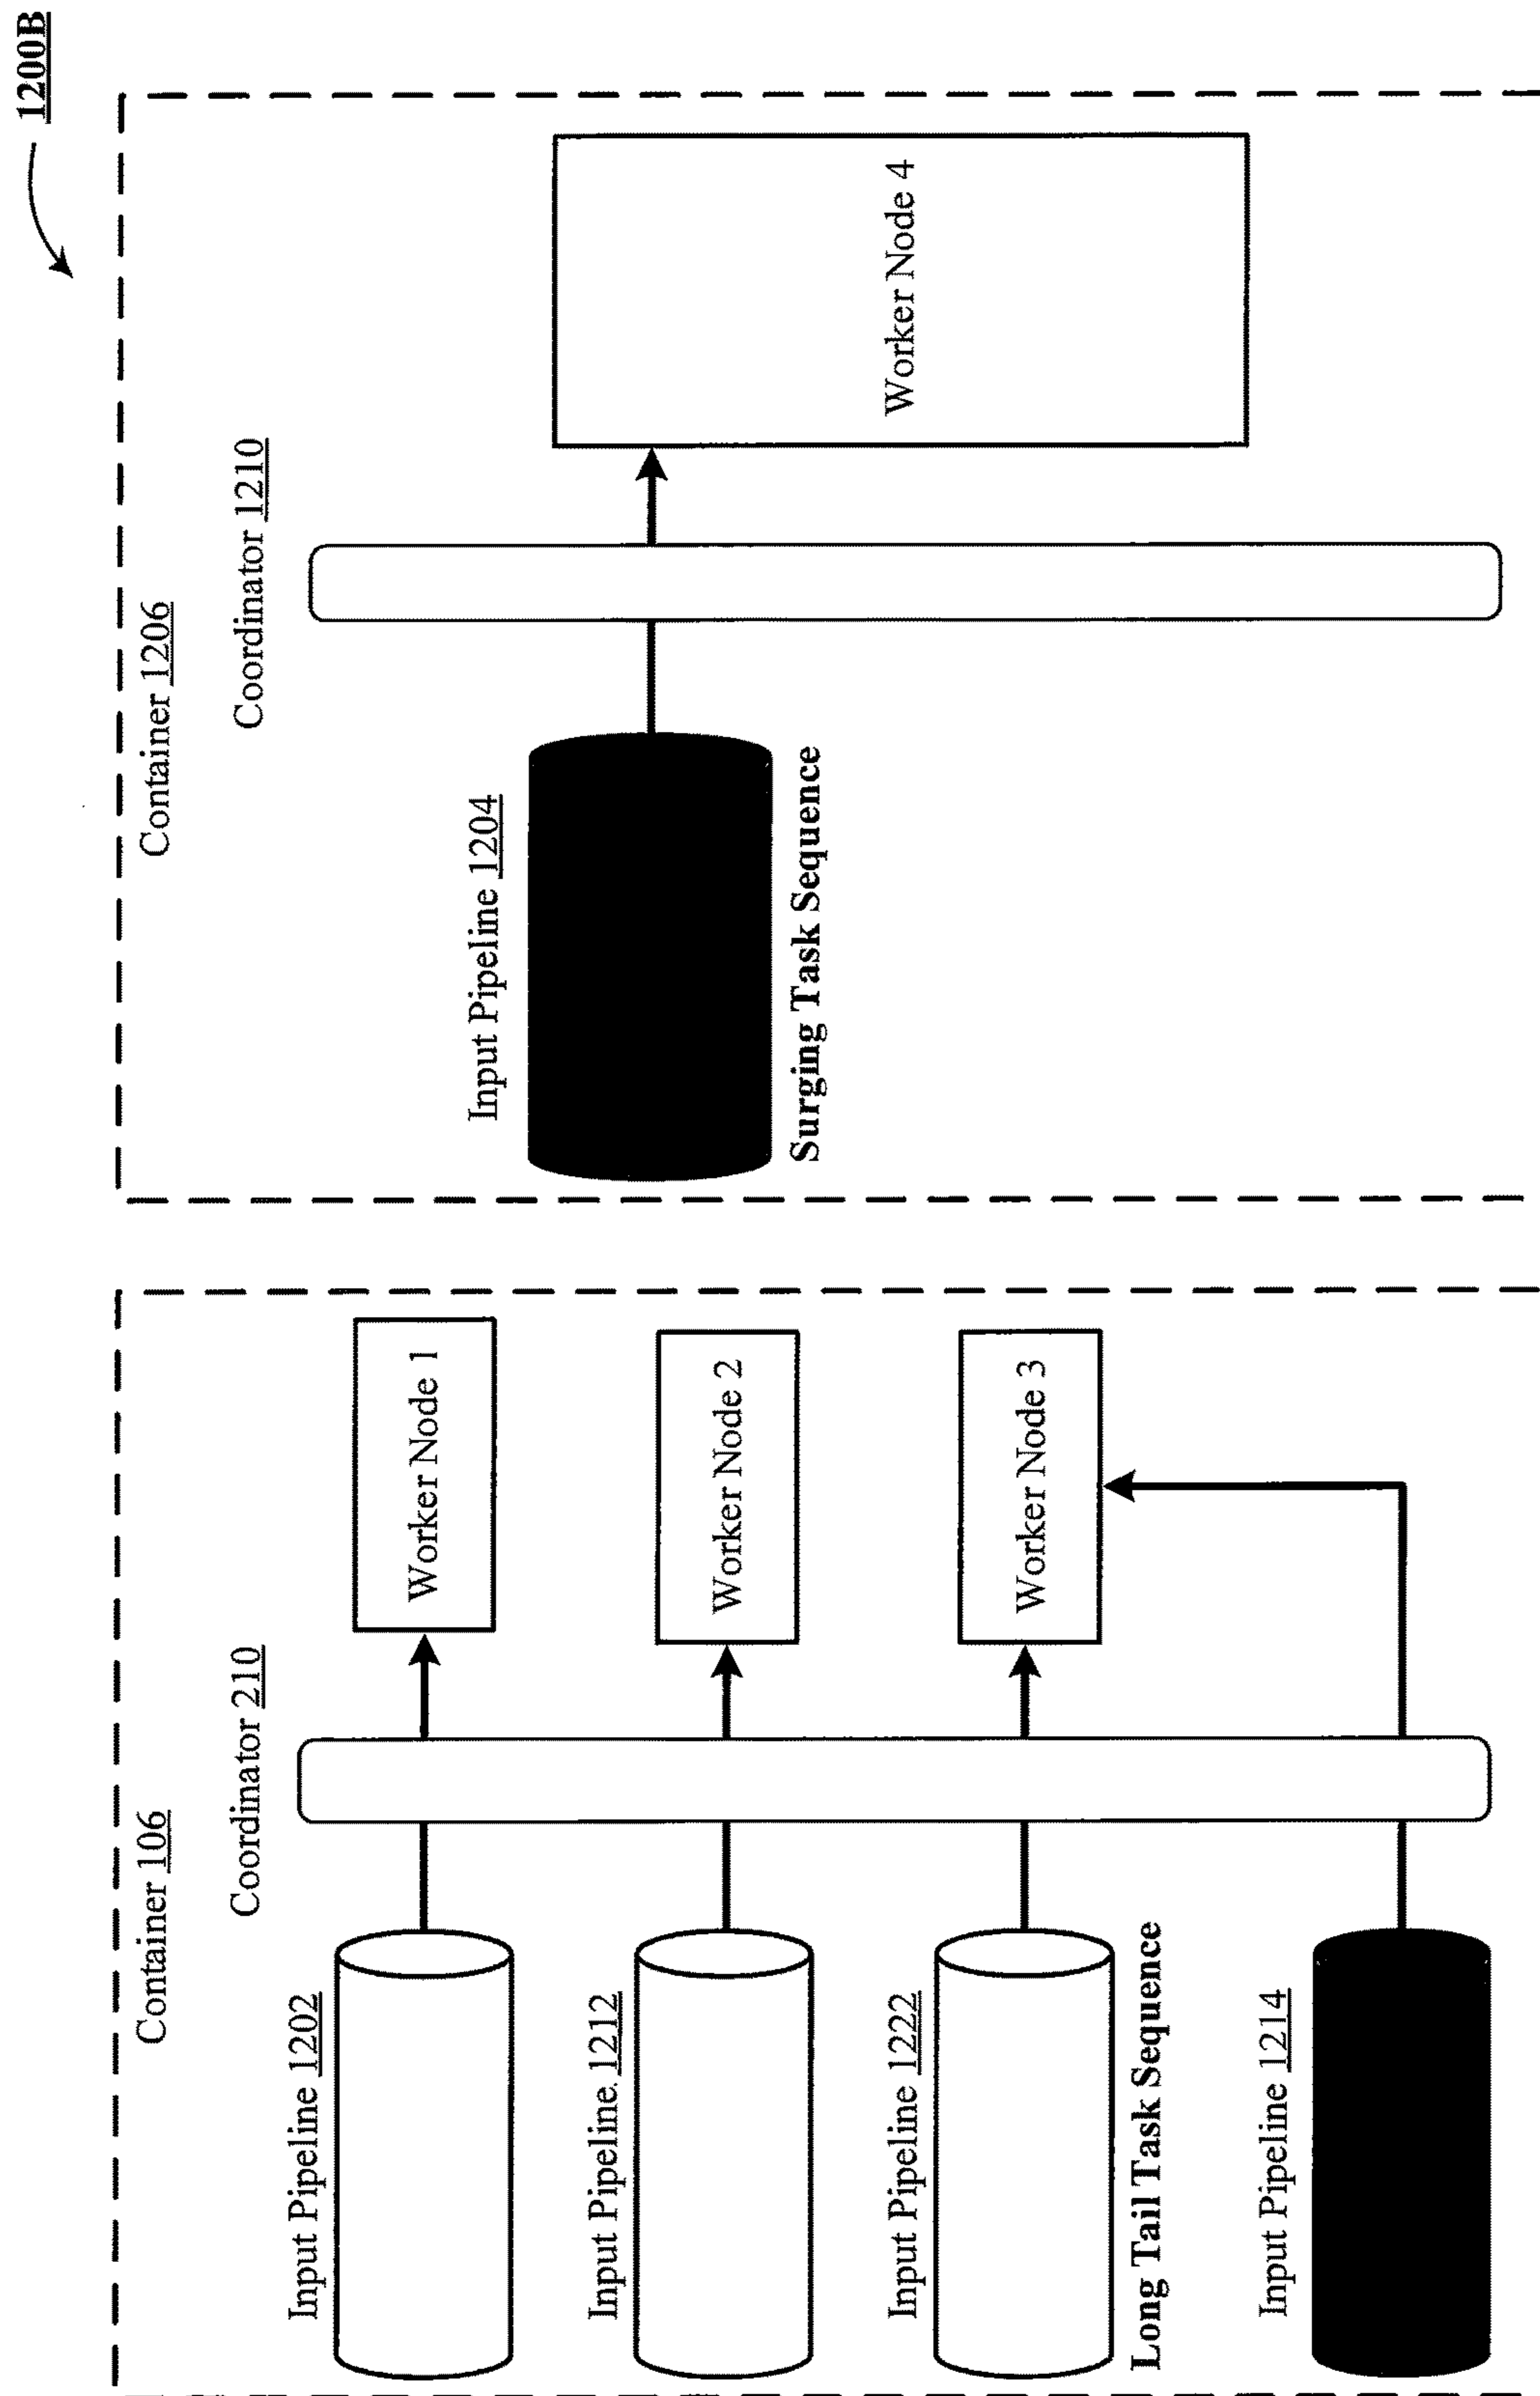 1200B
Container 106
Coordinator 210
Input Pipeline 1202
Worker Node 1
Input Pipeline. 1212
Worker Node 2
Input Pipeline 1222
Worker Node 3
Long Tail Task Sequence
Input Pipeline 1214
Container 1206
Coordinator 1210
Input Pipeline 1204
Worker Node 4
Surging Task Sequence